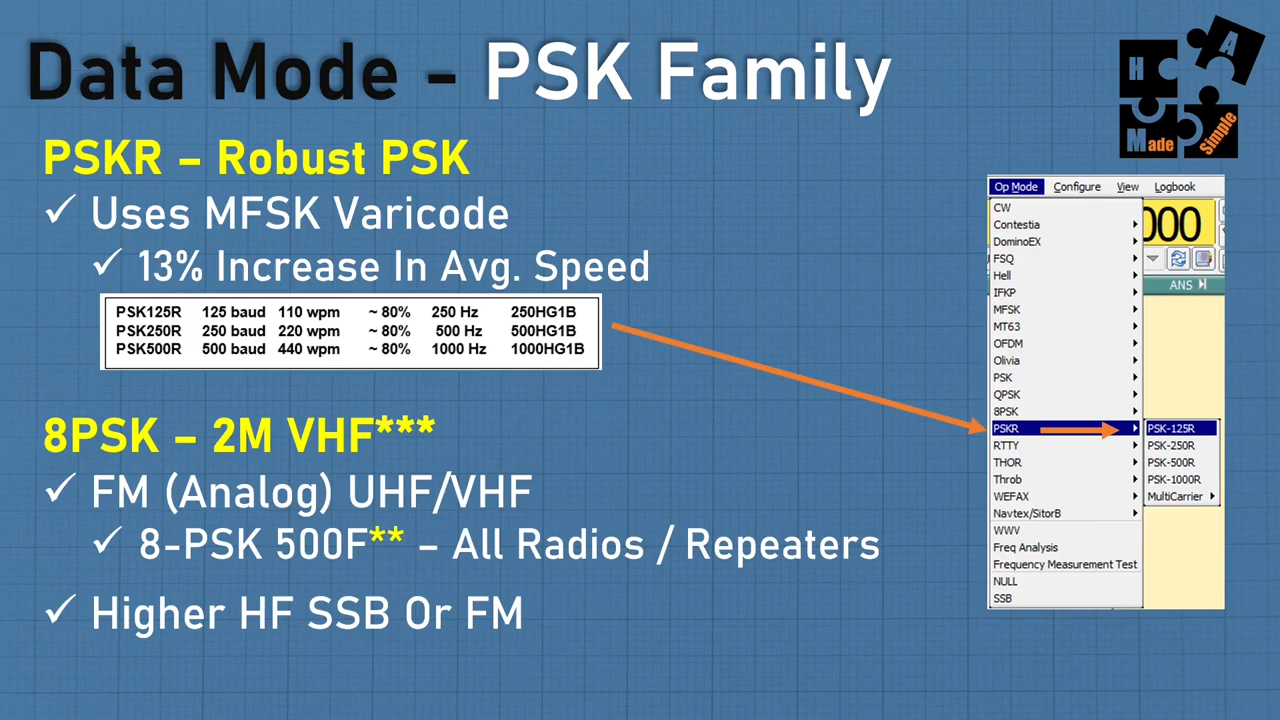 Data Mode - PSK Family
H A
Made Simple
PSKR – Robust PSK
Uses MFSK Varicode
13% Increase In Avg. Speed
PSK125R 125 baud 110 wpm ~ 80% 250 Hz 250HG1B
PSK250R 250 baud 220 wpm ~ 80% 500 Hz 500HG1B
PSK500R 500 baud 440 wpm ~ 80% 1000 Hz 1000HG1B
8PSK – 2M VHF***
FM (Analog) UHF/VHF
8-PSK 500F** – All Radios / Repeaters
Higher HF SSB Or FM
Op Mode Configure View Logbook
000
ANS
CW
Contestia
DominoEX
FSQ
Hell
IFKP
MFSK
MT63
OFDM
Olivia
PSK
QPSK
8PSK
PSKR
RTTY
THOR
Throb
WEFAX
Navtex/SitorB
WWV
Freq Analysis
Frequency Measurement Test
NULL
SSB
PSK-125R
PSK-250R
PSK-500R
PSK-1000R
MultiCarrier